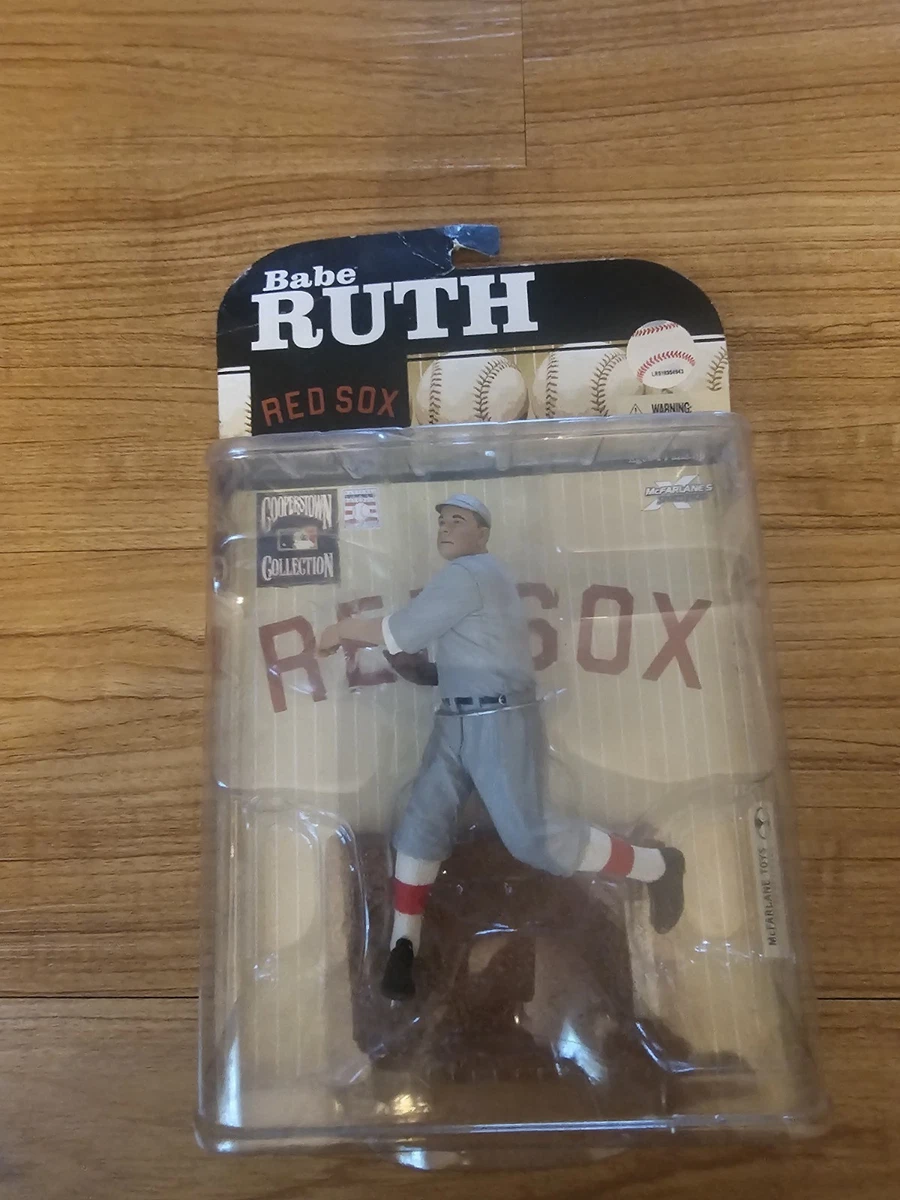 Babe
RUTH
RED SOX
WARNING:
COOPERSTOWN
COLLECTION
McFARLANE'S
RED SOX
McFARLANE TOYS